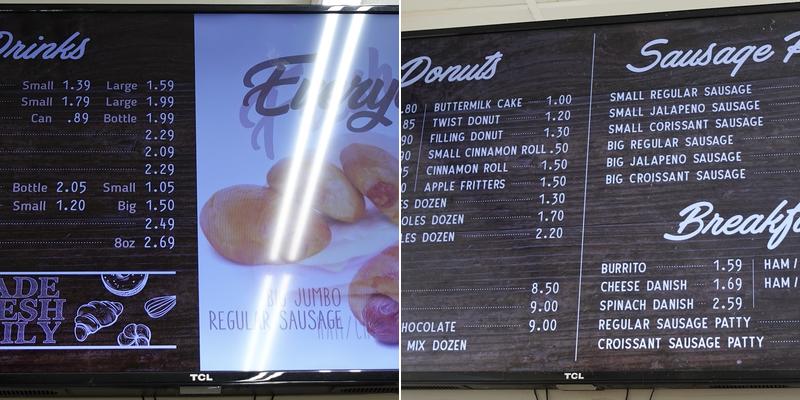 Drinks
Small 1.39 Large 1.59
Small 1.79 Large 1.99
Can .89 Bottle 1.99
2.29
2.09
2.29
Bottle 2.05 Small 1.05
Small 1.20 Big 1.50
2.49
8oz 2.69
BIG JUMBO
REGULAR SAUSAGE
TCL
Donuts
.80 BUTTERMILK CAKE 1.00
85 TWIST DONUT 1.20
90 FILLING DONUT 1.30
90 SMALL CINNAMON ROLL .50
CINNAMON ROLL 1.50
APPLE FRITTERS 1.50
DOZEN 1.30
DOZEN 1.70
DOZEN 2.20
8.50
9.00
9.00
MIX DOZEN
Sausage
SMALL REGULAR SAUSAGE
SMALL JALAPENO SAUSAGE
SMALL CORISSANT SAUSAGE
BIG REGULAR SAUSAGE
BIG JALAPENO SAUSAGE
BIG CROISSANT SAUSAGE
BURRITO 1.59 HAM /
CHEESE DANISH 1.69 HAM /
SPINACH DANISH 2.59
REGULAR SAUSAGE PATTY
CROISSANT SAUSAGE PATTY
TCL